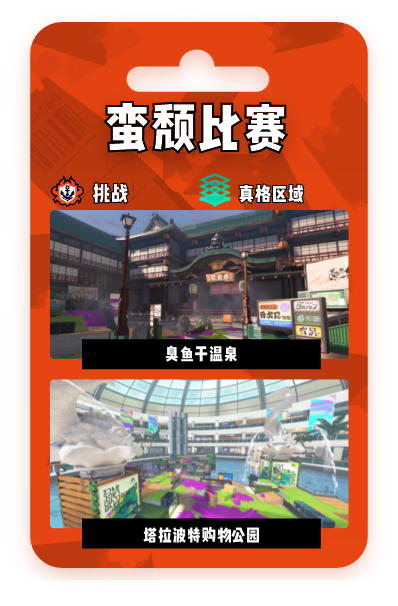 蛮颓比赛
挑战
真格区域
臭鱼干温泉
塔拉波特购物公园